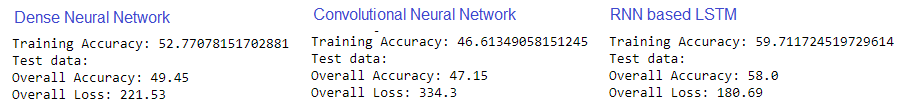 Dense Neural Network
Training Accuracy: 52.77078151702881
Test data:
Overall Accuracy: 49.45
Overall Loss: 221.53
Convolutional Neural Network
Training Accuracy: 46.61349058151245
Test data:
Overall Accuracy: 47.15
Overall Loss: 334.3
RNN based LSTM
Training Accuracy: 59.711724519729614
Test data:
Overall Accuracy: 58.0
Overall Loss: 180.69